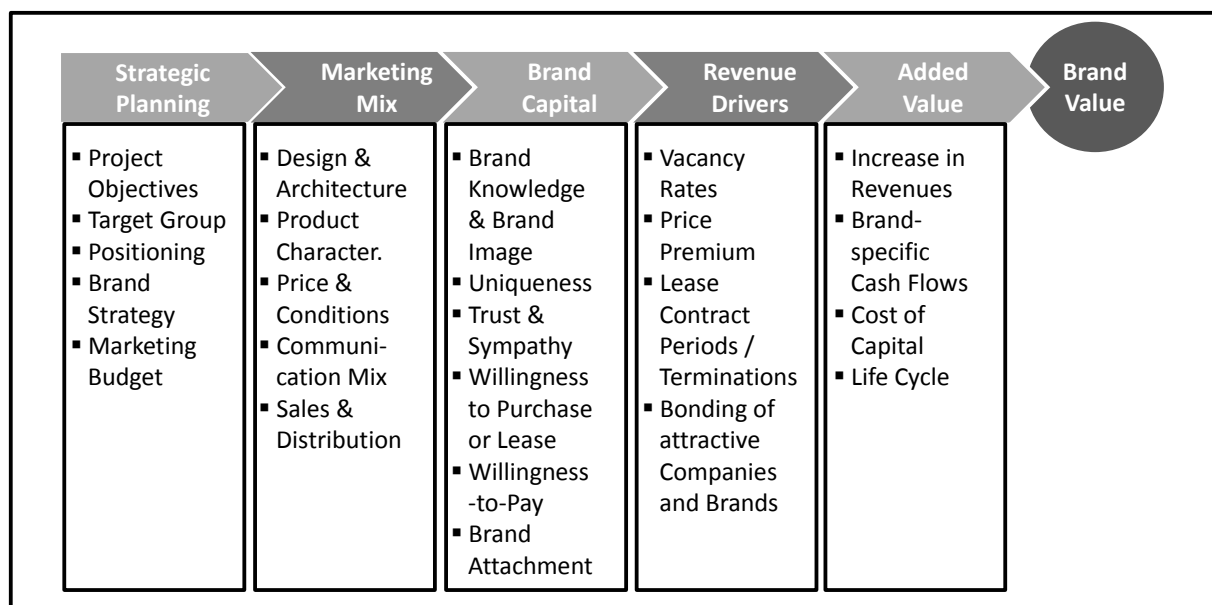 Strategic
Planning
Marketing
Mix
Brand
Capital
Revenue
Drivers
Added
Value
Brand
Value
▪ Project
Objectives
▪ Target Group
▪ Positioning
▪ Brand
Strategy
▪ Marketing
Budget
▪ Design &
Architecture
▪ Product
Character.
▪ Price &
Conditions
▪ Communi-
cation Mix
▪ Sales &
Distribution
▪ Brand
Knowledge
& Brand
Image
▪ Uniqueness
▪ Trust &
Sympathy
▪ Willingness
to Purchase
or Lease
▪ Willingness
-to-Pay
▪ Brand
Attachment
▪ Vacancy
Rates
▪ Price
Premium
▪ Lease
Contract
Periods /
Terminations
▪ Bonding of
attractive
Companies
and Brands
▪ Increase in
Revenues
▪ Brand-
specific
Cash Flows
▪ Cost of
Capital
▪ Life Cycle